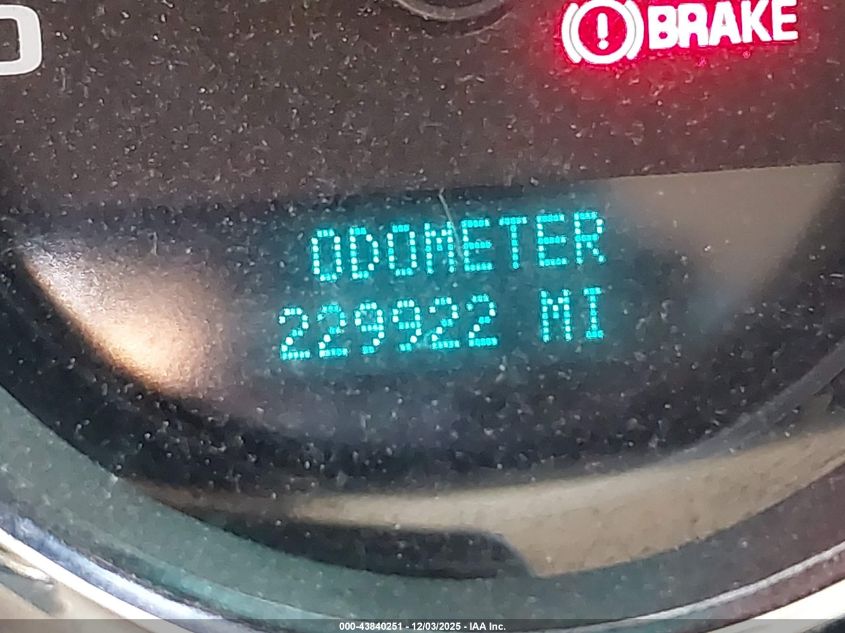 BRAKE
ODOMETER
229922 MI
000-43840251 - 12/03/2025 - IAA Inc.